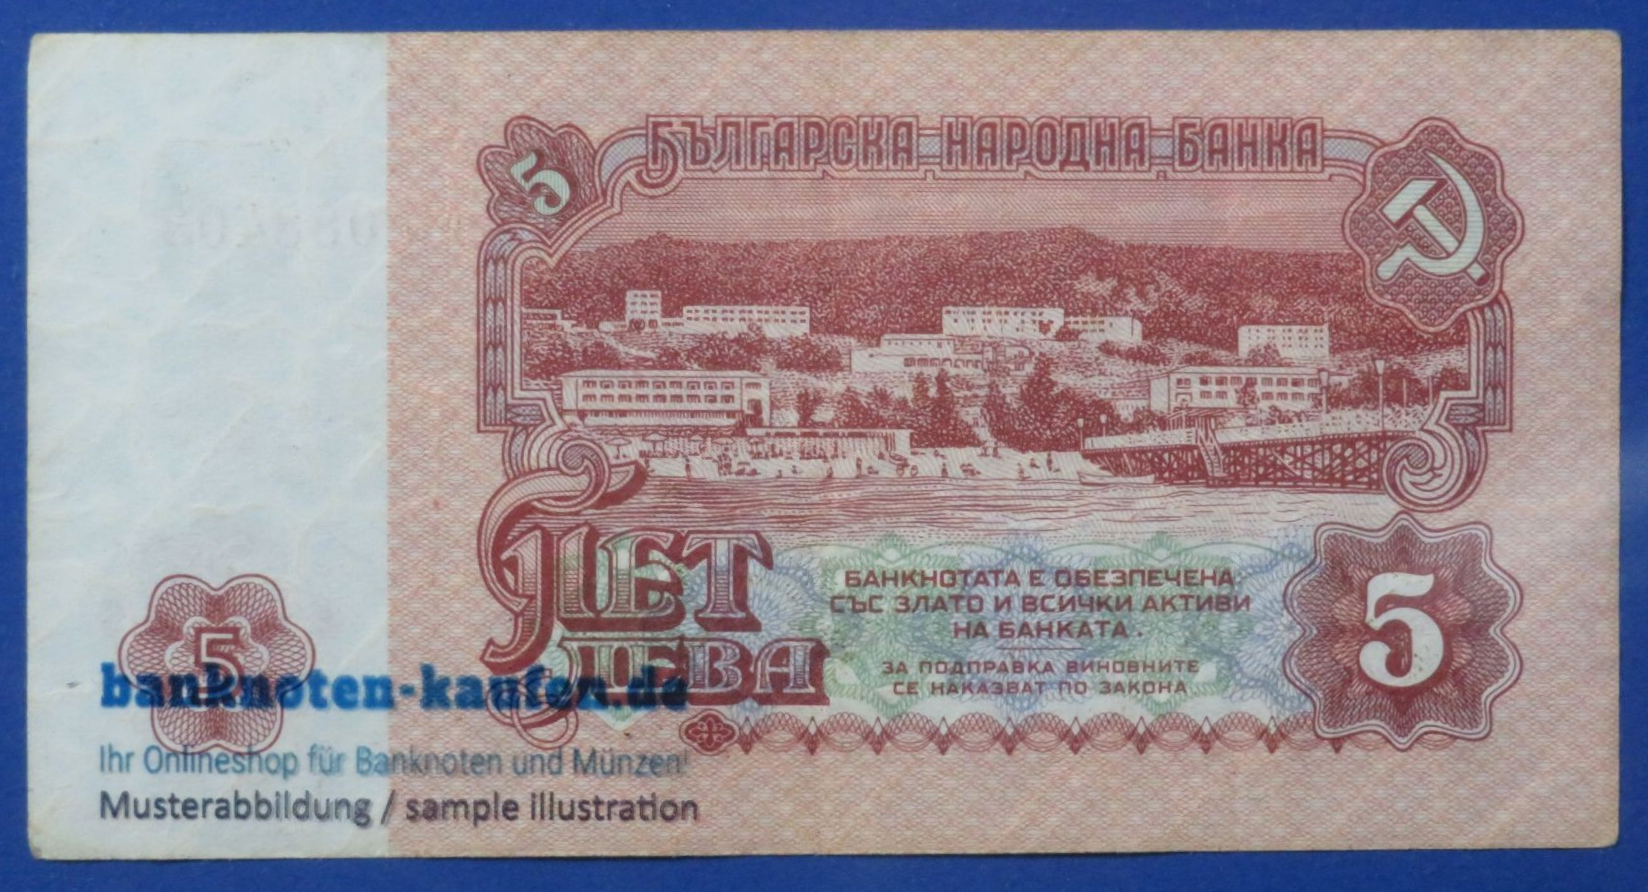 5
БЪЛГАРСКА НАРОДНА БАНКА
ПЕТ
ЛЕВА
БАНКНОТАТА Е ОБЕЗПЕЧЕНА
СЪС ЗЛАТО И ВСИЧКИ АКТИВИ
НА БАНКАТА.
ЗА ПОДПРАВКА ВИНОВНИТЕ
СЕ НАКАЗВАТ ПО ЗАКОНА
5
5
banknoten-kaufen.de
Ihr Onlineshop für Banknoten und Münzen!
Musterabbildung / sample illustration